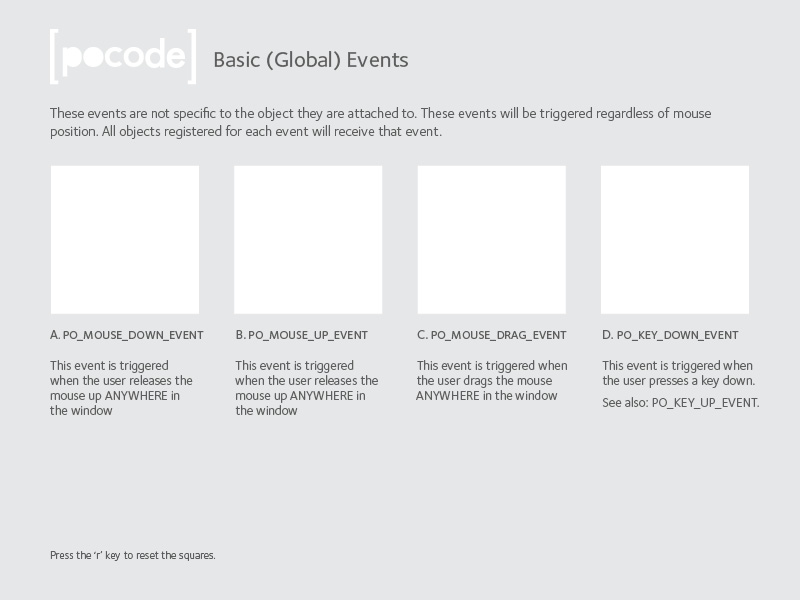 [pocode] Basic (Global) Events
These events are not specific to the object they are attached to. These events will be triggered regardless of mouse
position. All objects registered for each event will receive that event.
A. PO_MOUSE_DOWN_EVENT
This event is triggered
when the user releases the
mouse up ANYWHERE in
the window
B. PO_MOUSE_UP_EVENT
This event is triggered
when the user releases the
mouse up ANYWHERE in
the window
C. PO_MOUSE_DRAG_EVENT
This event is triggered when
the user drags the mouse
ANYWHERE in the window
D. PO_KEY_DOWN_EVENT
This event is triggered when
the user presses a key down.
See also: PO_KEY_UP_EVENT.
Press the ‘r’ key to reset the squares.